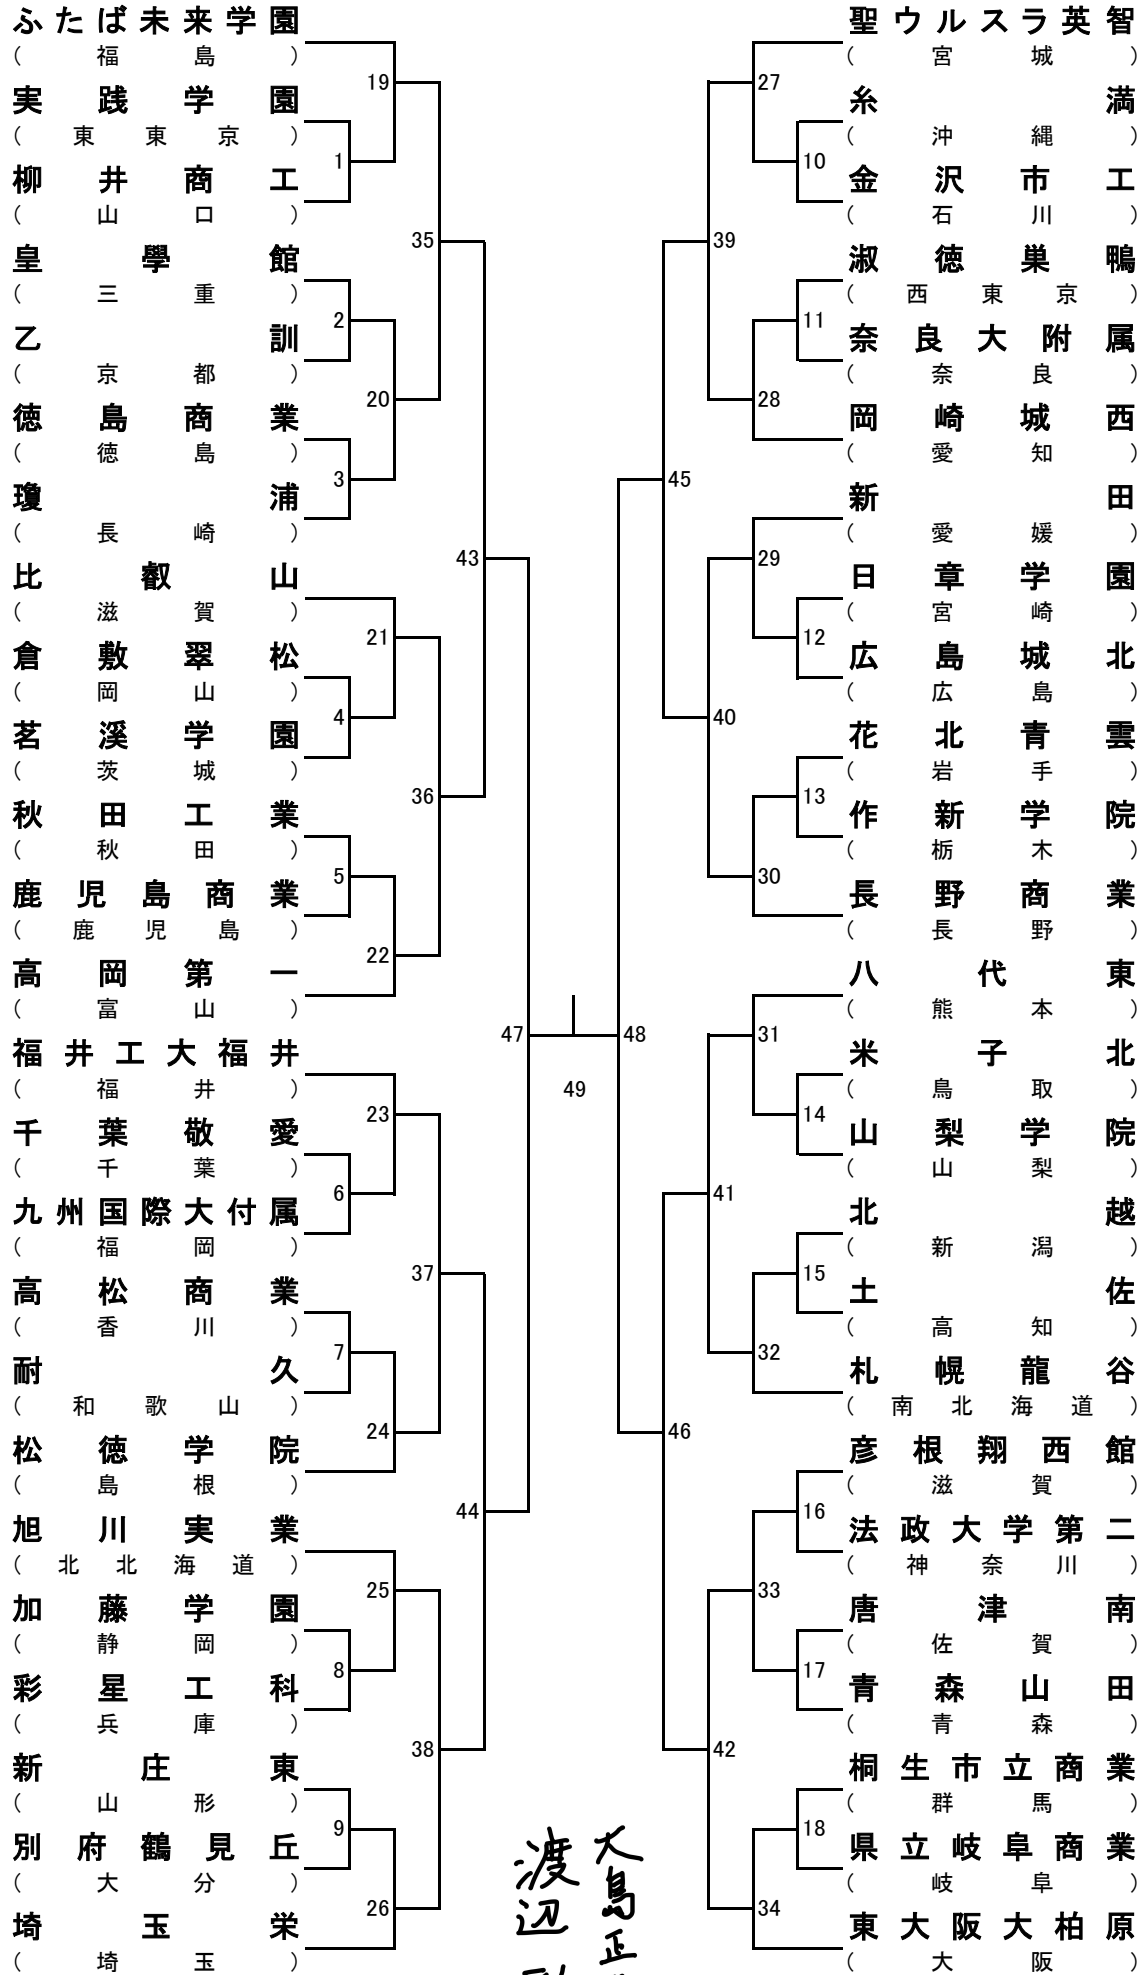 ふたば未来学園
(福島)
実践学園
(東東京)
柳井商工
(山口)
皇學館
(三重)
乙訓
(京都)
徳島商業
(徳島)
瓊浦
(長崎)
比叡山
(滋賀)
倉敷翠松
(岡山)
茗溪学園
(茨城)
秋田工業
(秋田)
鹿児島商業
(鹿児島)
高岡第一
(富山)
福井工大福井
(福井)
千葉敬愛
(千葉)
九州国際大付属
(福岡)
高松商業
(香川)
耐久
(和歌山)
松徳学院
(島根)
旭川実業
(北北海道)
加藤学園
(静岡)
彩星工科
(兵庫)
新庄東
(山形)
別府鶴見丘
(大分)
埼玉栄
(埼玉)
19
1
35
2
20
3
43
21
4
36
5
22
47
49
48
23
6
37
7
24
44
25
8
38
9
26
27
10
39
11
28
45
29
12
40
13
30
31
14
41
15
32
46
16
33
17
42
18
34
聖ウルスラ英智
(宮城)
糸満
(沖縄)
金沢市工
(石川)
淑徳巣鴨
(西東京)
奈良大附属
(奈良)
岡崎城西
(愛知)
新田
(愛媛)
日章学園
(宮崎)
広島城北
(広島)
花北青雲
(岩手)
作新学院
(栃木)
長野商業
(長野)
八代東
(熊本)
米子北
(鳥取)
山梨学院
(山梨)
北越
(新潟)
土佐
(高知)
札幌龍谷
(南北海道)
彦根翔西館
(滋賀)
法政大学第二
(神奈川)
唐津南
(佐賀)
青森山田
(青森)
桐生市立商業
(群馬)
県立岐阜商業
(岐阜)
東大阪大柏原
(大阪)
大島正
渡辺